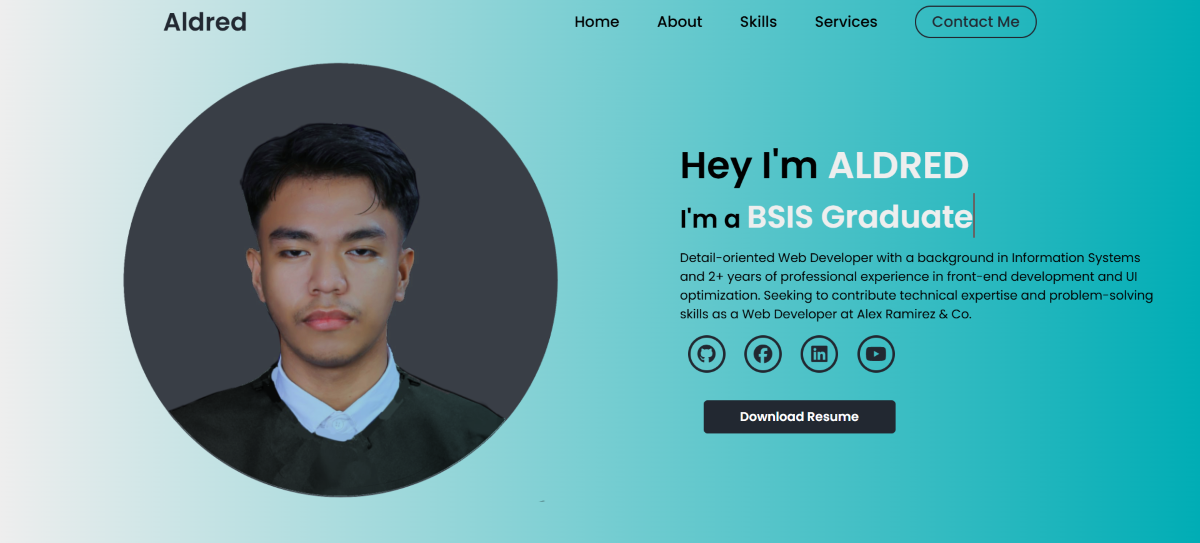 Aldred
Home About Skills Services Contact Me
Hey I'm ALDRED
I'm a BSIS Graduate
Detail-oriented Web Developer with a background in Information Systems
and 2+ years of professional experience in front-end development and UI
optimization. Seeking to contribute technical expertise and problem-solving
skills as a Web Developer at Alex Ramirez & Co.
Download Resume